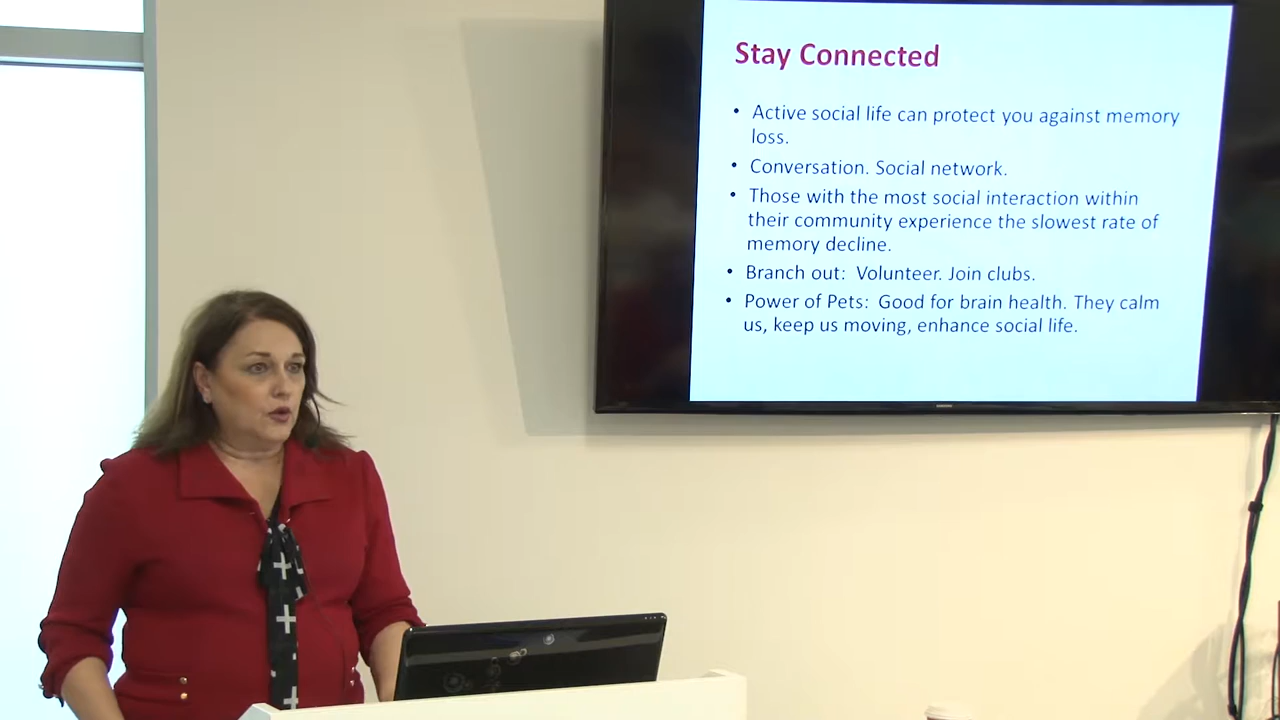 Stay Connected
• Active social life can protect you against memory
loss.
• Conversation. Social network.
• Those with the most social interaction within
their community experience the slowest rate of
memory decline.
• Branch out:  Volunteer. Join clubs.
• Power of Pets:  Good for brain health. They calm
us, keep us moving, enhance social life.